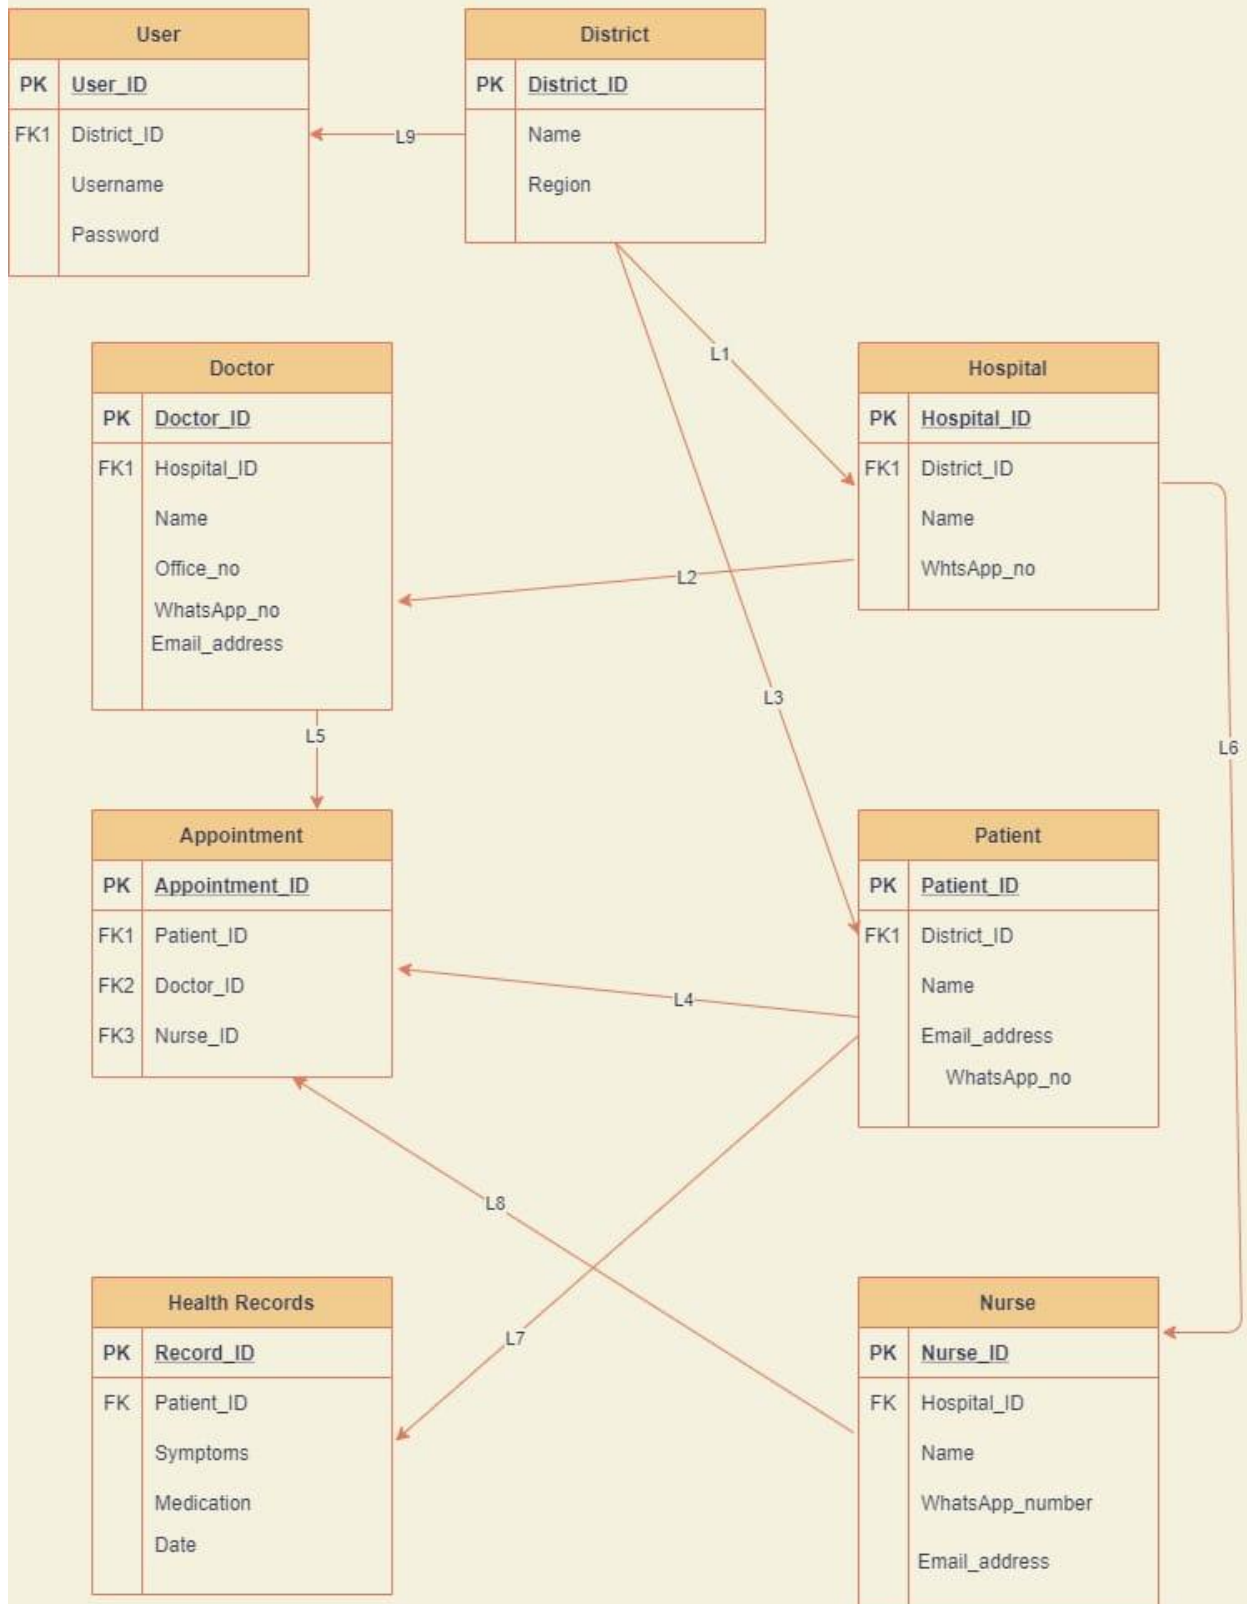 User
PK User_ID
FK1 District_ID
Username
Password
District
PK District_ID
Name
Region
L9
L1
Doctor
PK Doctor_ID
FK1 Hospital_ID
Name
Office_no
WhatsApp_no
Email_address
Hospital
PK Hospital_ID
FK1 District_ID
Name
WhtsApp_no
L2
L3
L5
L6
Appointment
PK Appointment_ID
FK1 Patient_ID
FK2 Doctor_ID
FK3 Nurse_ID
Patient
PK Patient_ID
FK1 District_ID
Name
Email_address
WhatsApp_no
L4
L8
L7
Health Records
PK Record_ID
FK Patient_ID
Symptoms
Medication
Date
Nurse
PK Nurse_ID
FK Hospital_ID
Name
WhatsApp_number
Email_address